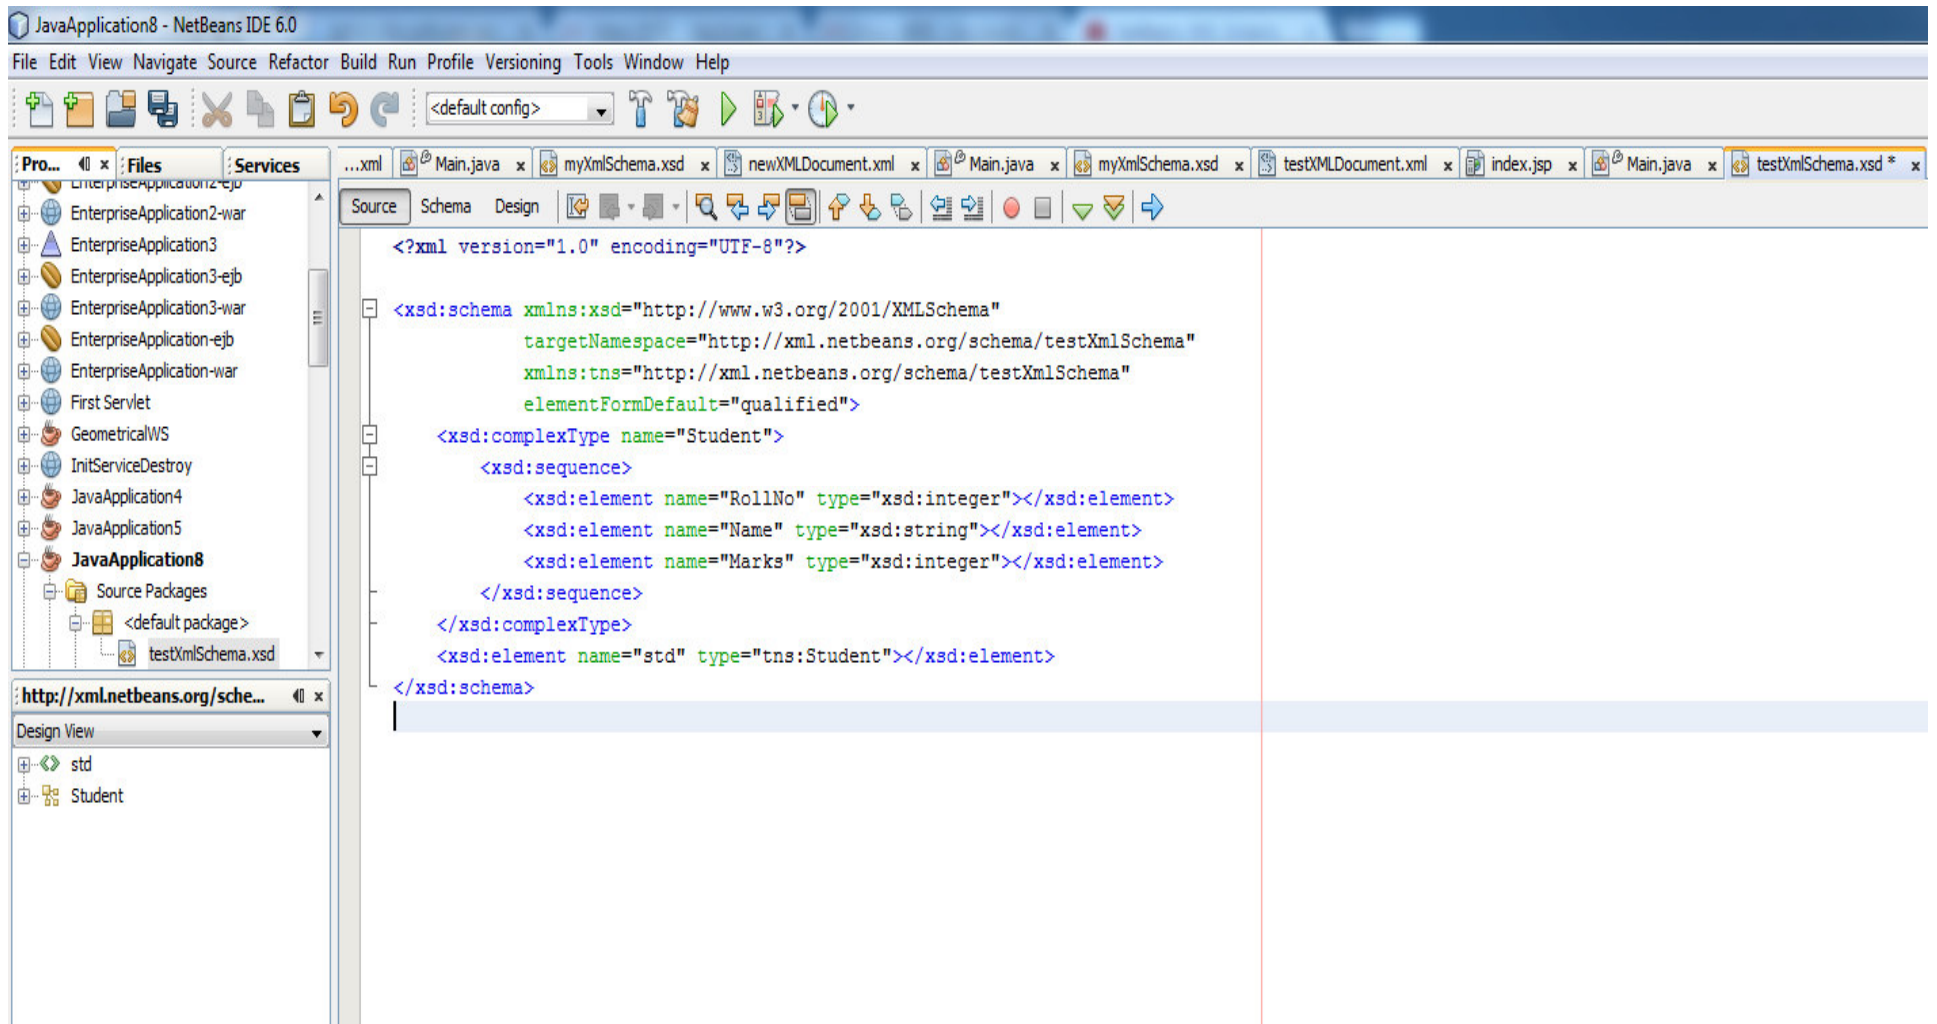 JavaApplication8 - NetBeans IDE 6.0
File Edit View Navigate Source Refactor Build Run Profile Versioning Tools Window Help
<default config>
Pro... Files Services
...xml Main.java myXmlSchema.xsd newXMLDocument.xml Main.java myXmlSchema.xsd testXMLDocument.xml index.jsp Main.java testXmlSchema.xsd *
Source Schema Design
EnterpriseApplication2-ejb
EnterpriseApplication2-war
EnterpriseApplication3
EnterpriseApplication3-ejb
EnterpriseApplication3-war
EnterpriseApplication-ejb
EnterpriseApplication-war
First Servlet
GeometricalWS
InitServiceDestroy
JavaApplication4
JavaApplication5
JavaApplication8
Source Packages
<default package>
testXmlSchema.xsd
http://xml.netbeans.org/sche...
Design View
std
Student
<?xml version="1.0" encoding="UTF-8"?>
<xsd:schema xmlns:xsd="http://www.w3.org/2001/XMLSchema"
targetNamespace="http://xml.netbeans.org/schema/testXmlSchema"
xmlns:tns="http://xml.netbeans.org/schema/testXmlSchema"
elementFormDefault="qualified">
<xsd:complexType name="Student">
<xsd:sequence>
<xsd:element name="RollNo" type="xsd:integer"></xsd:element>
<xsd:element name="Name" type="xsd:string"></xsd:element>
<xsd:element name="Marks" type="xsd:integer"></xsd:element>
</xsd:sequence>
</xsd:complexType>
<xsd:element name="std" type="tns:Student"></xsd:element>
</xsd:schema>